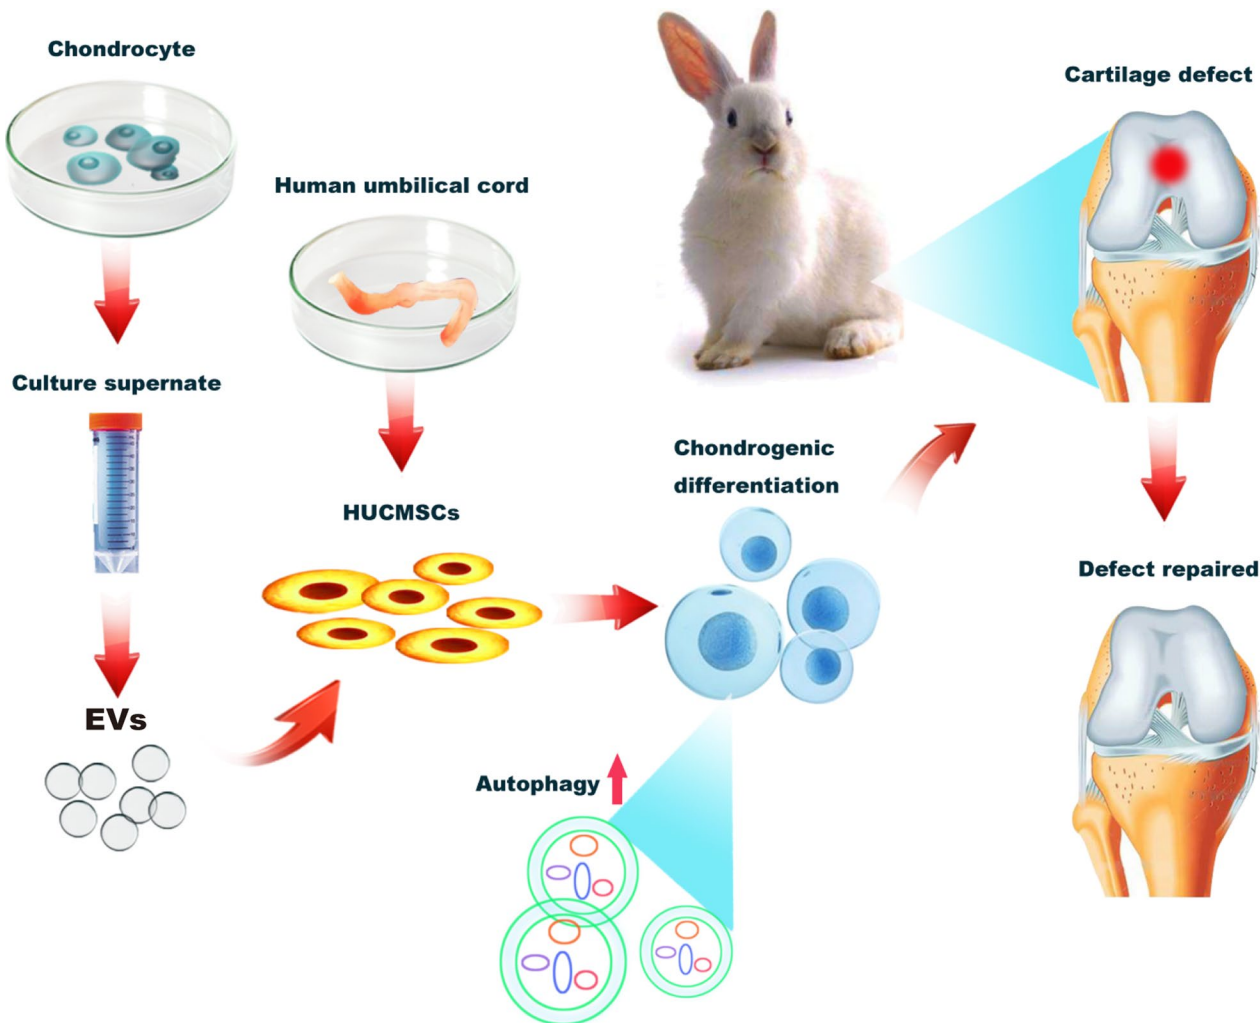 Chondrocyte
Human umbilical cord
Cartilage defect
Culture supernate
HUCMSCs
Chondrogenic
differentiation
Defect repaired
EVs
Autophagy